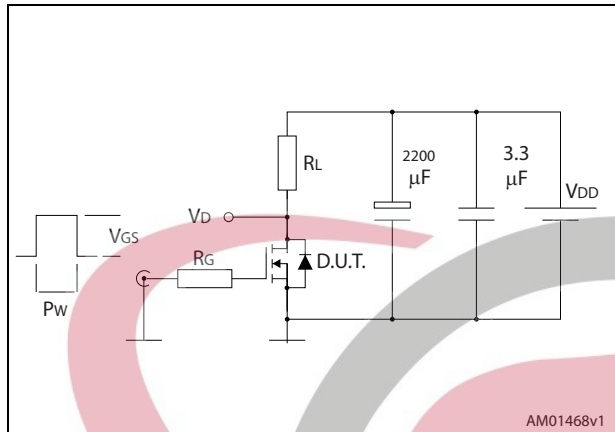 RL
2200
μF
3.3
μF
VDD
VD
VGS
RG
D.U.T.
PW
AM01468v1